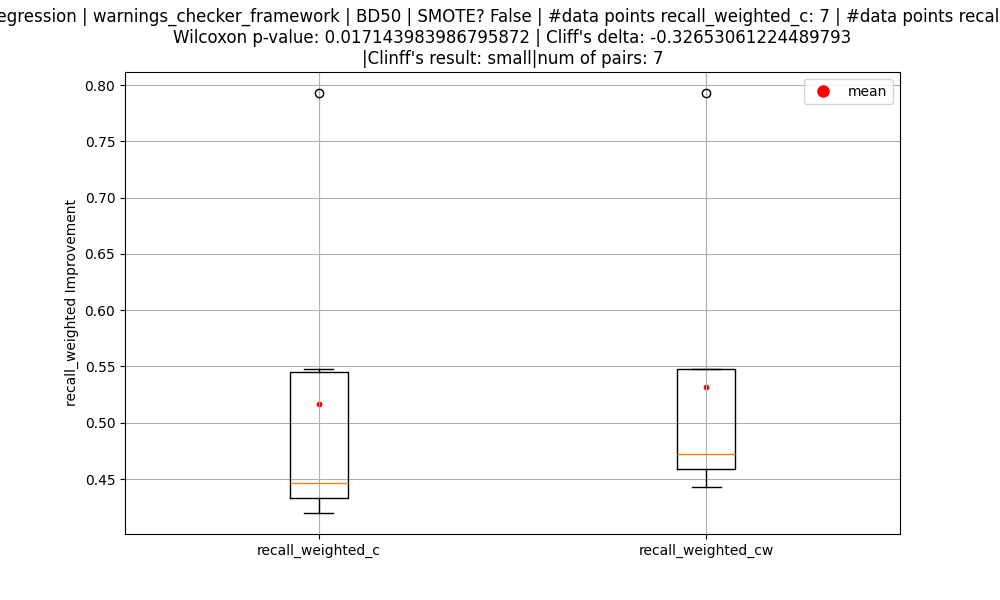 egression | warnings_checker_framework | BD50 | SMOTE? False | #data points recall_weighted_c: 7 | #data points recal
Wilcoxon p-value: 0.017143983986795872 | Cliff's delta: -0.32653061224489793
|Clinff's result: small|num of pairs: 7
mean
0.80
0.75
0.70
0.65
0.60
0.55
0.50
0.45
recall_weighted Improvement
recall_weighted_c
recall_weighted_cw